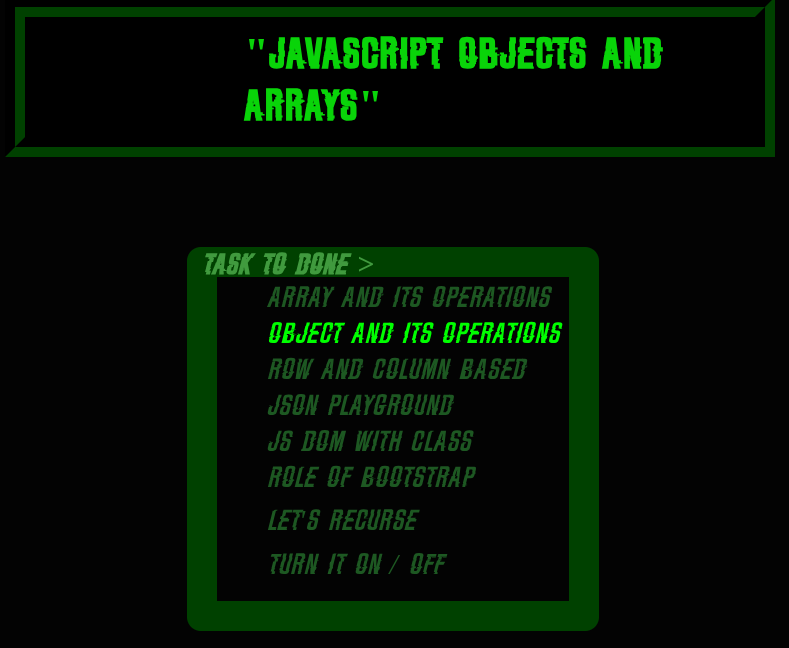 "JAVASCRIPT OBJECTS AND
ARRAYS"
TASK TO DONE >
ARRAY AND ITS OPERATIONS
OBJECT AND ITS OPERATIONS
ROW AND COLUMN BASED
JSON PLAYGROUND
JS DOM WITH CLASS
ROLE OF BOOTSTRAP
LET'S RECURSE
TURN IT ON / OFF